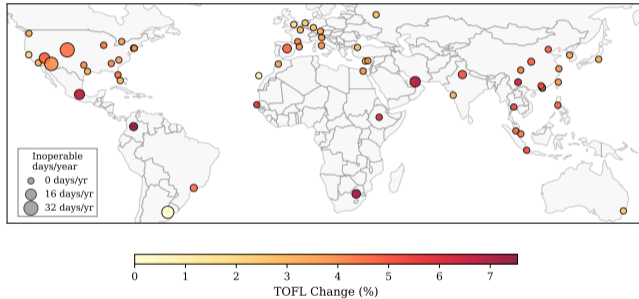 Inoperable
days/year
0 days/yr
16 days/yr
32 days/yr
0 1 2 3 4 5 6 7
TOFL Change (%)